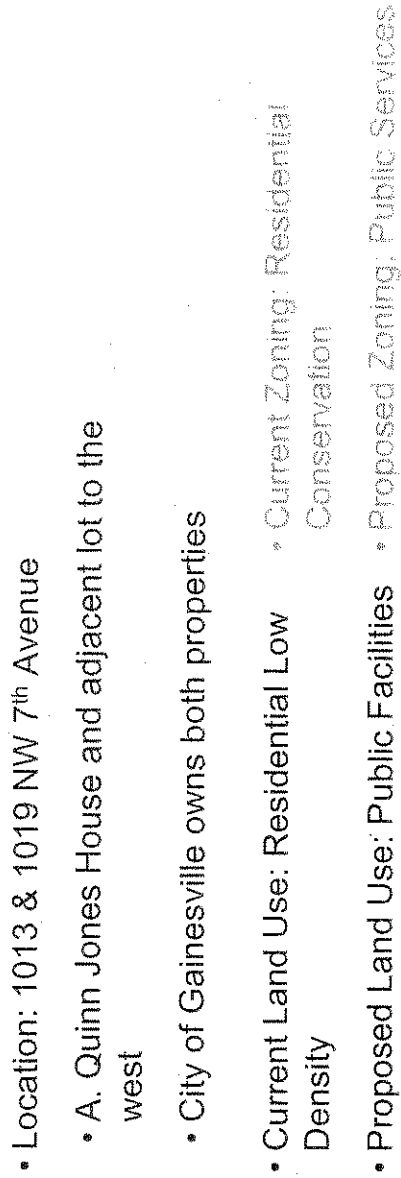 • Location: 1013 & 1019 NW 7th Avenue
• A. Quinn Jones House and adjacent lot to the
west
• City of Gainesville owns both properties
• Current Land Use: Residential Low
Density
• Proposed Land Use: Public Facilities
• Current Zoning: Residential
Conservation
• Proposed Zoning: Public Services